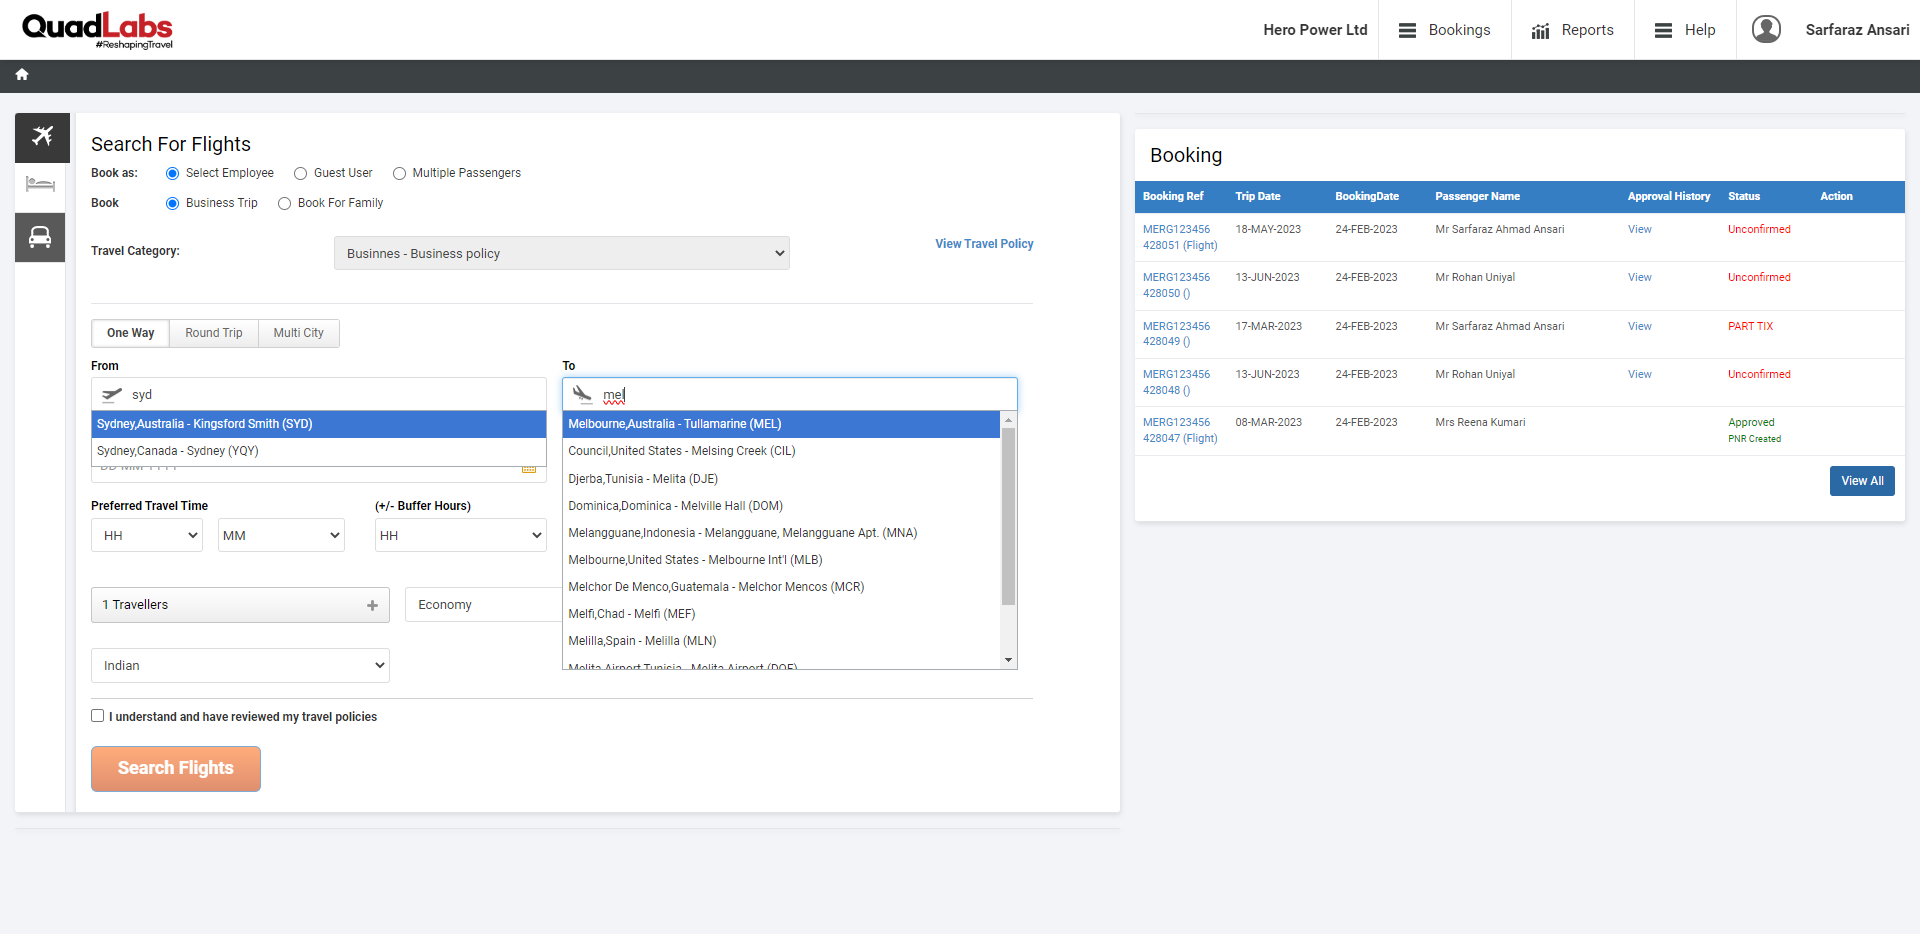 QuadLabs
#ReshapingTravel
Hero Power Ltd
Bookings
Reports
Help
Sarfaraz Ansari
Search For Flights
Book as: Select Employee Guest User Multiple Passengers
Book Business Trip Book For Family
Travel Category: Businnes - Business policy View Travel Policy
One Way Round Trip Multi City
From
syd
Sydney,Australia - Kingsford Smith (SYD)
Sydney,Canada - Sydney (YQY)
To
mel
Melbourne,Australia - Tullamarine (MEL)
Council,United States - Melsing Creek (CIL)
Djerba,Tunisia - Melita (DJE)
Dominica,Dominica - Melville Hall (DOM)
Melangguane,Indonesia - Melangguane, Melangguane Apt. (MNA)
Melbourne,United States - Melbourne Int'l (MLB)
Melchor De Menco,Guatemala - Melchor Mencos (MCR)
Melfi,Chad - Melfi (MEF)
Melilla,Spain - Melilla (MLN)
Melita Airport,Tunisia - Melita Airport
Preferred Travel Time (+/- Buffer Hours)
HH MM HH
1 Travellers Economy
Indian
I understand and have reviewed my travel policies
Search Flights
Booking
Booking Ref Trip Date BookingDate Passenger Name Approval History Status Action
MERG123456 18-MAY-2023 24-FEB-2023 Mr Sarfaraz Ahmad Ansari View Unconfirmed
428051 (Flight)
MERG123456 13-JUN-2023 24-FEB-2023 Mr Rohan Uniyal View Unconfirmed
428050 ()
MERG123456 17-MAR-2023 24-FEB-2023 Mr Sarfaraz Ahmad Ansari View PART TIX
428049 ()
MERG123456 13-JUN-2023 24-FEB-2023 Mr Rohan Uniyal View Unconfirmed
428048 ()
MERG123456 08-MAR-2023 24-FEB-2023 Mrs Reena Kumari Approved
428047 (Flight) PNR Created
View All